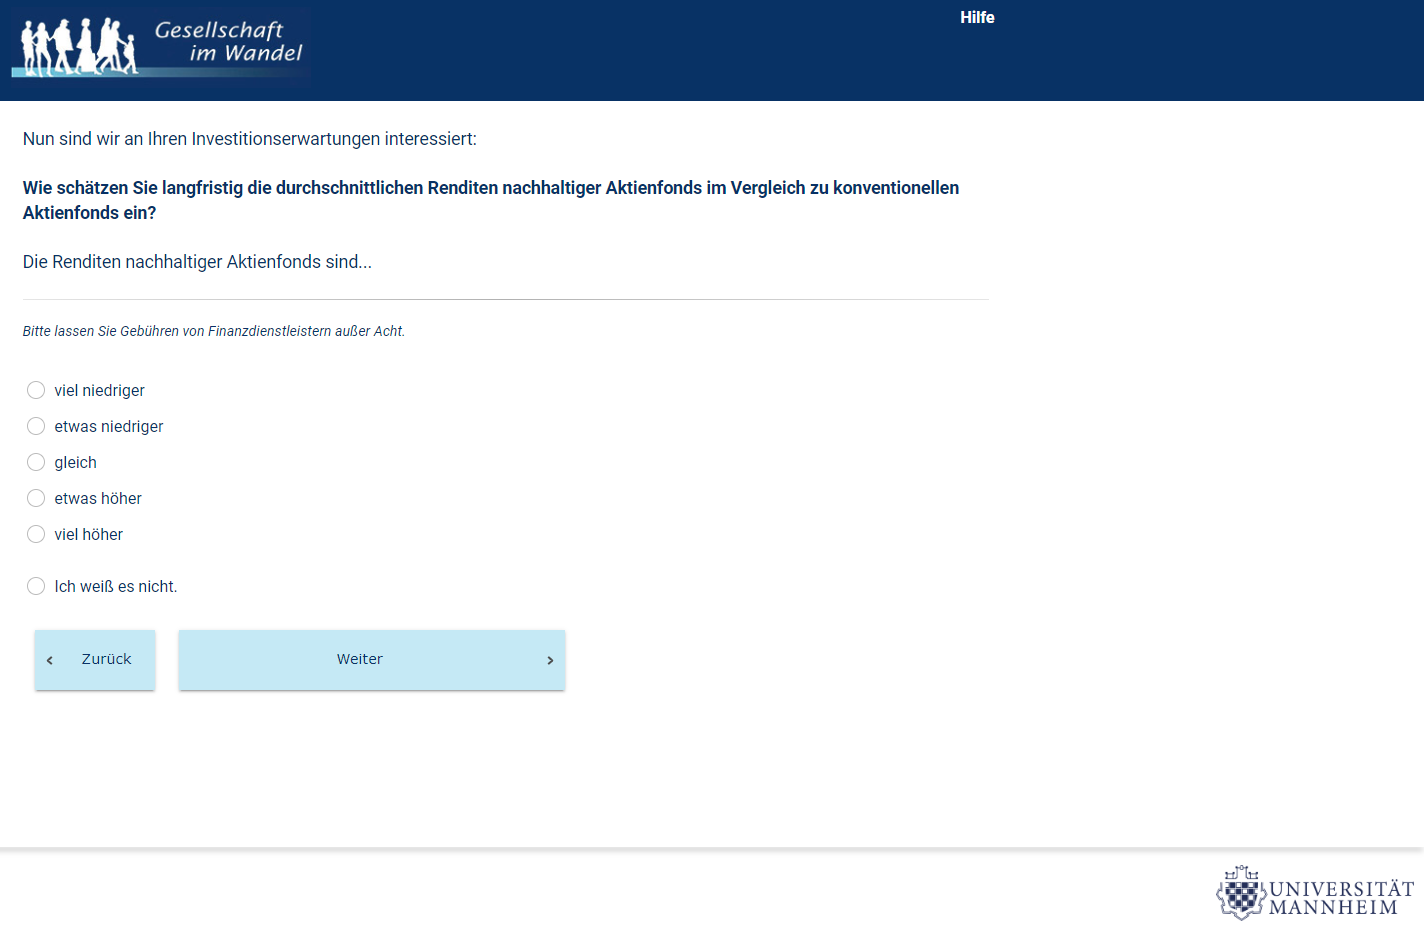 Gesellschaft
im Wandel
Hilfe
Nun sind wir an Ihren Investitionserwartungen interessiert:
Wie schätzen Sie langfristig die durchschnittlichen Renditen nachhaltiger Aktienfonds im Vergleich zu konventionellen
Aktienfonds ein?
Die Renditen nachhaltiger Aktienfonds sind...
Bitte lassen Sie Gebühren von Finanzdienstleistern außer Acht.
viel niedriger
etwas niedriger
gleich
etwas höher
viel höher
Ich weiß es nicht.
Zurück
Weiter
UNIVERSITÄT
MANNHEIM